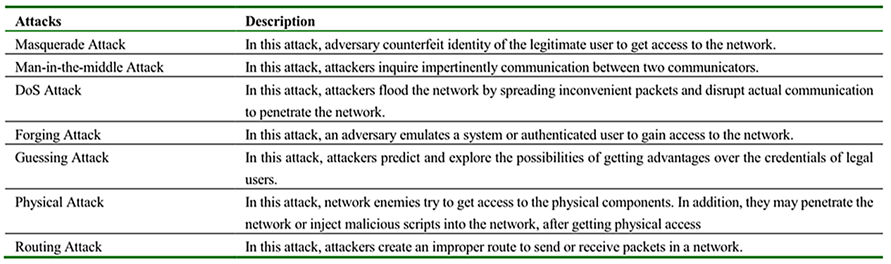 Attacks Description
Masquerade Attack In this attack, adversary counterfeit identity of the legitimate user to get access to the network.
Man-in-the-middle Attack In this attack, attackers inquire impertinently communication between two communicators.
DoS Attack In this attack, attackers flood the network by spreading inconvenient packets and disrupt actual communication
to penetrate the network.
Forging Attack In this attack, an adversary emulates a system or authenticated user to gain access to the network.
Guessing Attack In this attack, attackers predict and explore the possibilities of getting advantages over the credentials of legal
users.
Physical Attack In this attack, network enemies try to get access to the physical components. In addition, they may penetrate the
network or inject malicious scripts into the network, after getting physical access
Routing Attack In this attack, attackers create an improper route to send or receive packets in a network.